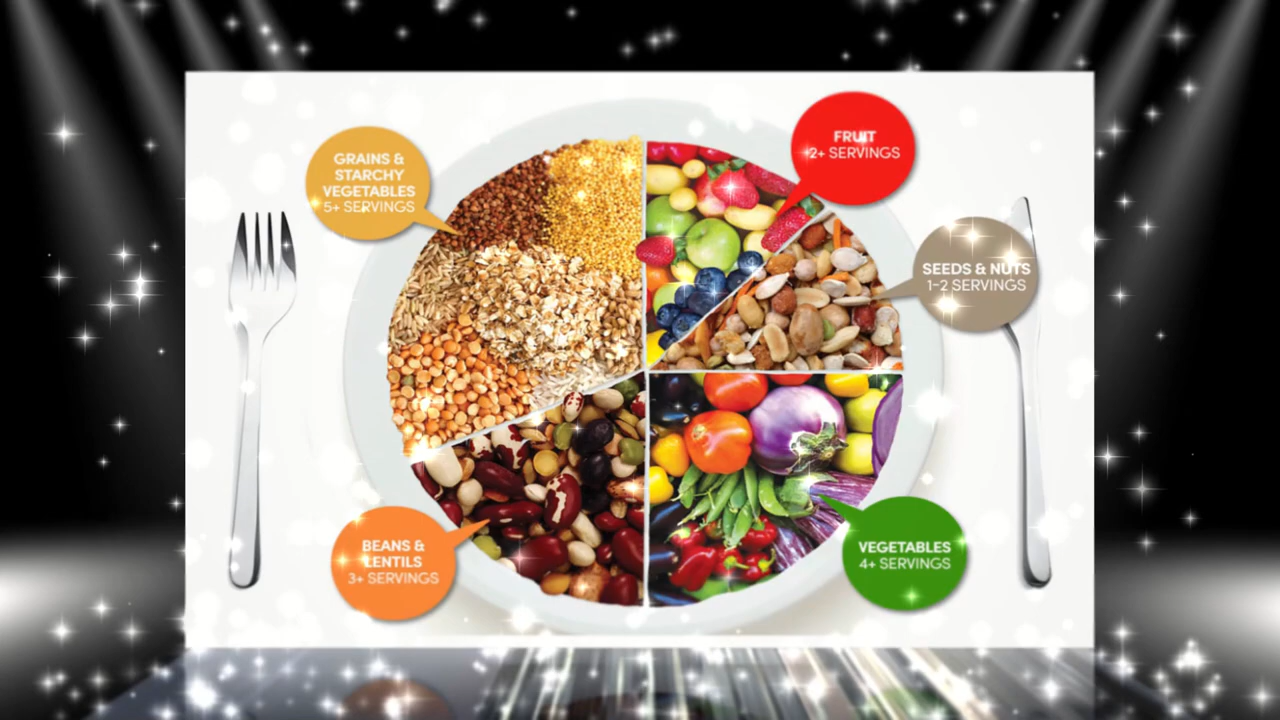 GRAINS &
STARCHY
VEGETABLES
5+ SERVINGS
FRUIT
2+ SERVINGS
SEEDS & NUTS
1-2 SERVINGS
BEANS &
LENTILS
3+ SERVINGS
VEGETABLES
4+ SERVINGS